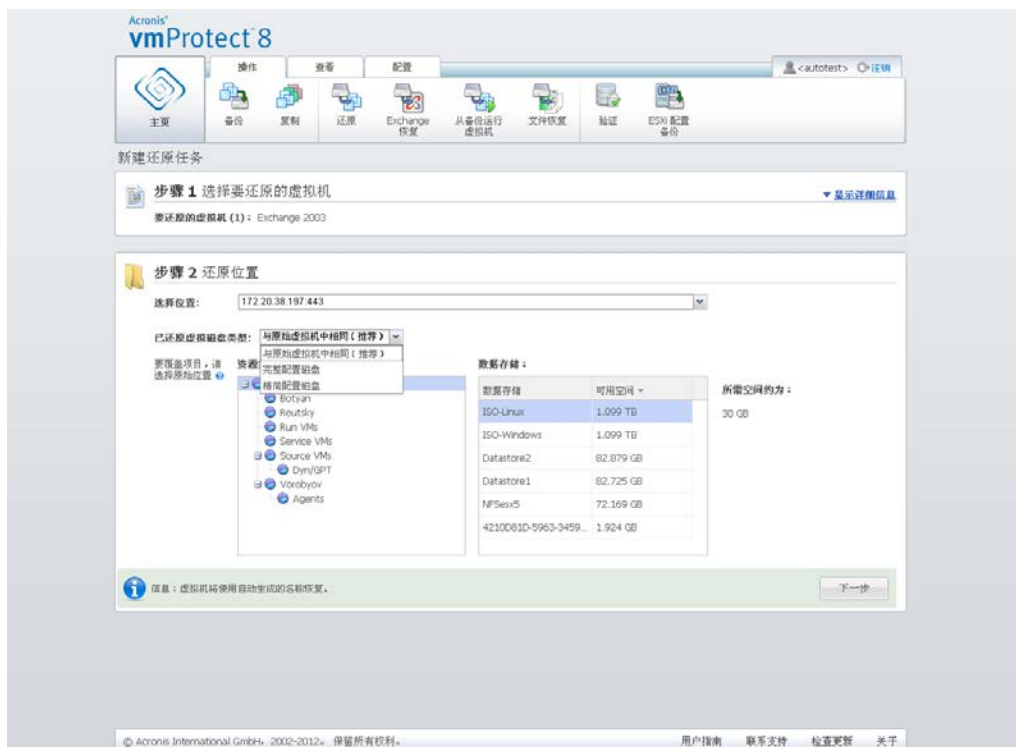 Acronis®
vmProtect 8
操作 查看 配置
<autotest> 注销
主页
备份
复制
还原
Exchange 恢复
从备份运行虚拟机
文件恢复
验证
ESXi 配置备份
新建还原任务
步骤 1 选择要还原的虚拟机
显示详细信息
要还原的虚拟机 (1): Exchange 2003
步骤 2 还原位置
选择位置: 172.20.38.197:443
已还原虚拟磁盘类型: 与原始虚拟机中相同(推荐)
与原始虚拟机中相同(推荐)
完整配置磁盘
精简配置磁盘
要覆盖项目,请选择原始位置
资源
Botyan
Reutsky
Run VMs
Service VMs
Source VMs
Dyn/GPT
Vorobyov
Agents
数据存储:
数据存储 可用空间
ISO-Linux 1.099 TB
ISO-Windows 1.099 TB
Datastore2 82.879 GB
Datastore1 82.725 GB
NFSesx5 72.169 GB
4210D81D-5963-3459... 1.924 GB
所需空间约为:
30 GB
信息:虚拟机将使用自动生成的名称恢复。
下一步
© Acronis International GmbH, 2002-2012。 保留所有权利。
用户指南 联系支持 检查更新 关于